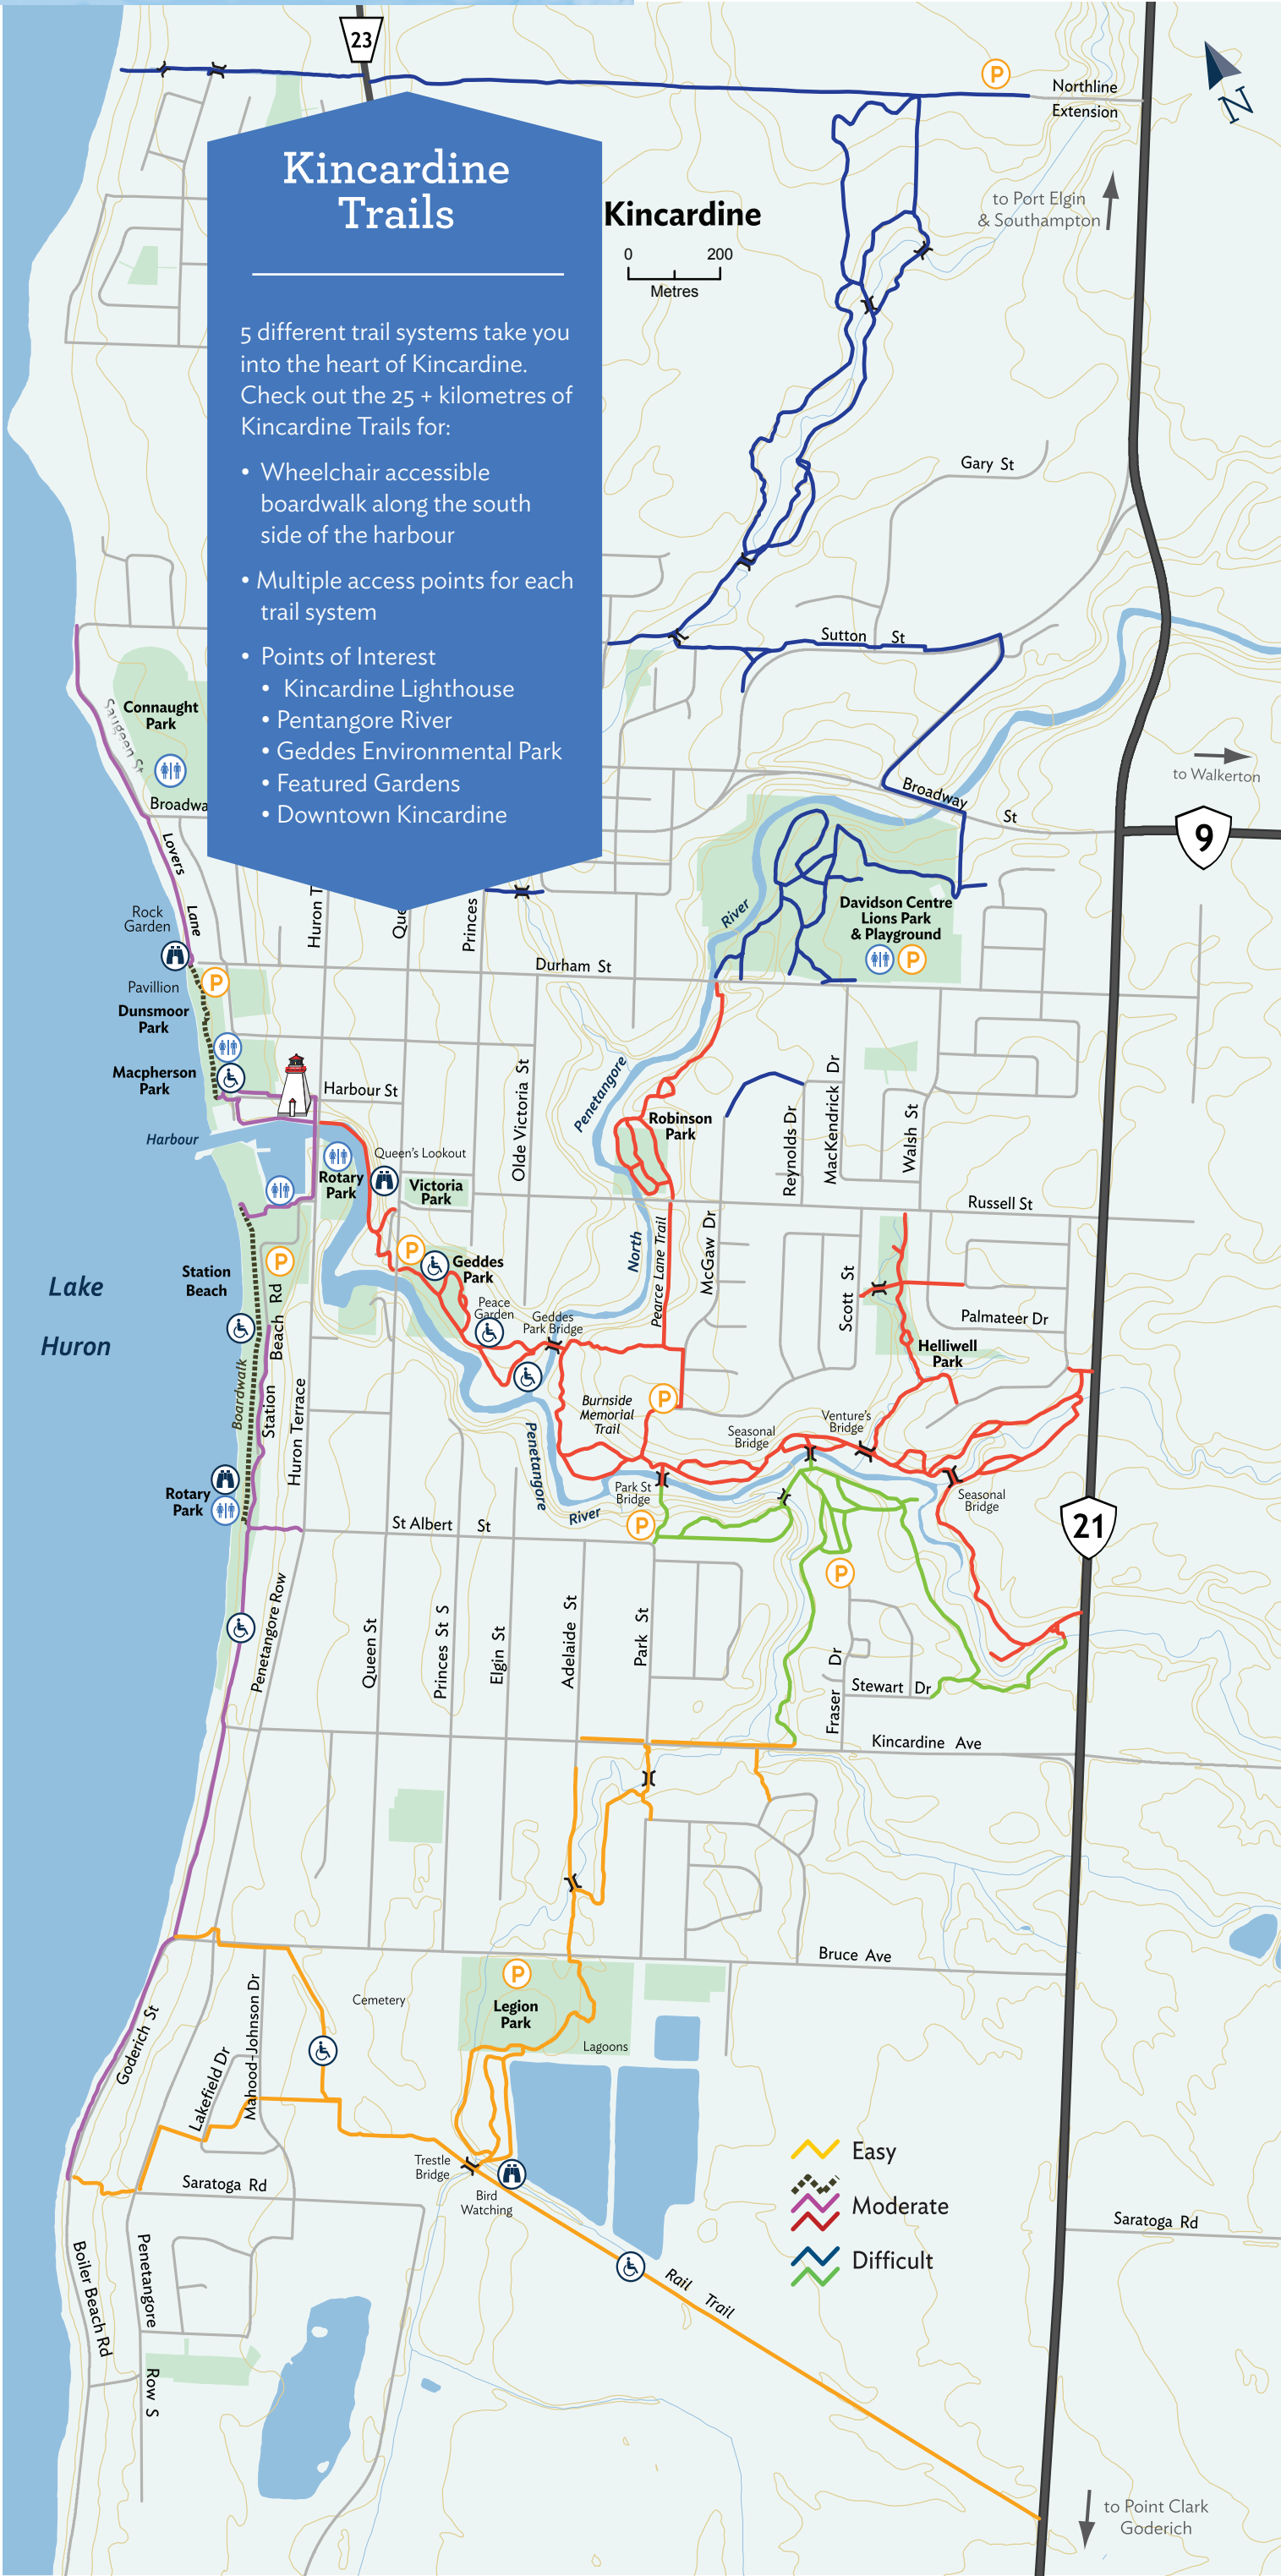 23
P
Northline
Extension
N
Kincardine
Trails
Kincardine
0 200
Metres
to Port Elgin
& Southampton
5 different trail systems take you
into the heart of Kincardine.
Check out the 25 + kilometres of
Kincardine Trails for:
• Wheelchair accessible
boardwalk along the south
side of the harbour
• Multiple access points for each
trail system
• Points of Interest
• Kincardine Lighthouse
• Pentangore River
• Geddes Environmental Park
• Featured Gardens
• Downtown Kincardine
Gary St
Sutton St
Connaught
Park
Saugeen St
Broadwa
Broadway
St
to Walkerton
9
Lovers
Lane
Rock
Garden
Huron T
Que
Princes
River
Davidson Centre
Lions Park
& Playground
P
Durham St
Pavillion
P
Dunsmoor
Park
Macpherson
Park
Harbour St
Olde Victoria St
Penetangore
Robinson
Park
Reynolds Dr
MacKendrick Dr
Walsh St
Harbour
Queen's Lookout
Rotary
Park
Victoria
Park
Russell St
North
Pearce Lane Trail
McGaw Dr
P
Geddes
Park
Station
Beach
P
Lake
Huron
Station Beach Rd
Peace
Garden
Geddes
Park Bridge
Scott St
Palmateer Dr
Helliwell
Park
Boardwalk
Huron Terrace
Burnside
Memorial
Trail
P
Seasonal
Bridge
Venture's
Bridge
Penetangore
River
Park St
Bridge
Seasonal
Bridge
Rotary
Park
St Albert St
P
21
P
Penetangore Row
Queen St
Princes St S
Elgin St
Adelaide St
Park St
Fraser Dr
Stewart Dr
Kincardine Ave
Bruce Ave
P
Legion
Park
Cemetery
Lagoons
Goderich St
Lakefield Dr
Mahood-Johnson Dr
Trestle
Bridge
Bird
Watching
Saratoga Rd
Easy
Moderate
Difficult
Saratoga Rd
Rail Trail
Boiler Beach Rd
Penetangore Row S
to Point Clark
Goderich